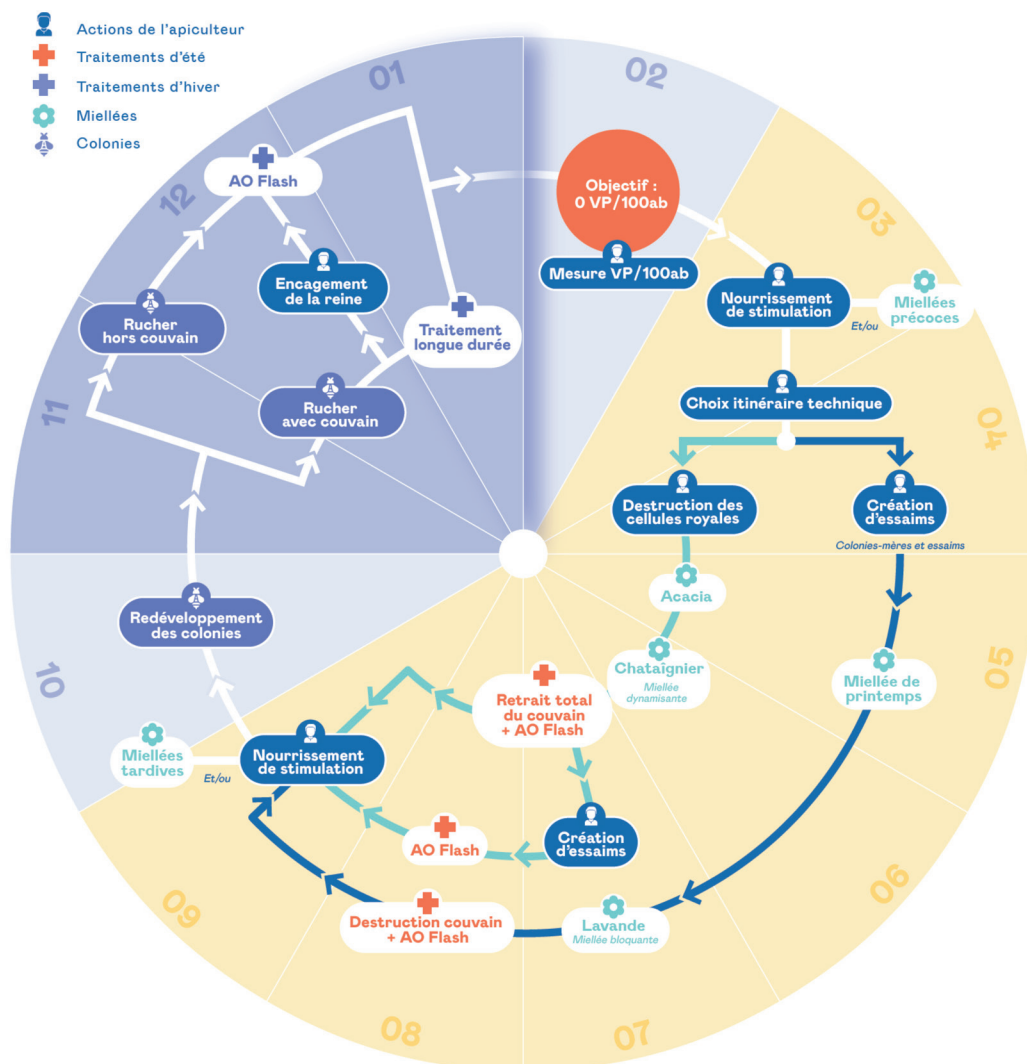 Actions de l'apiculteur
Traitements d'été
Traitements d'hiver
Miellées
Colonies
01
02
03
04
05
06
07
08
09
10
11
12
AO Flash
Objectif :
0 VP/100ab
Mesure VP/100ab
Encagement
de la reine
Nourrissement
de stimulation
Et/ou
Miellées
précoces
Rucher
hors couvain
Traitement
longue durée
Rucher
avec couvain
Choix itinéraire technique
Destruction des
cellules royales
Création
d'essaims
Colonies-mères et essaims
Acacia
Chataîgnier
Miellée
dynamisante
Miellée de
printemps
Redéveloppement
des colonies
Retrait total
du couvain
+ AO Flash
Miellées
tardives
Et/ou
Nourrissement
de stimulation
AO Flash
Création
d'essaims
Destruction couvain
+ AO Flash
Lavande
Miellée bloquante